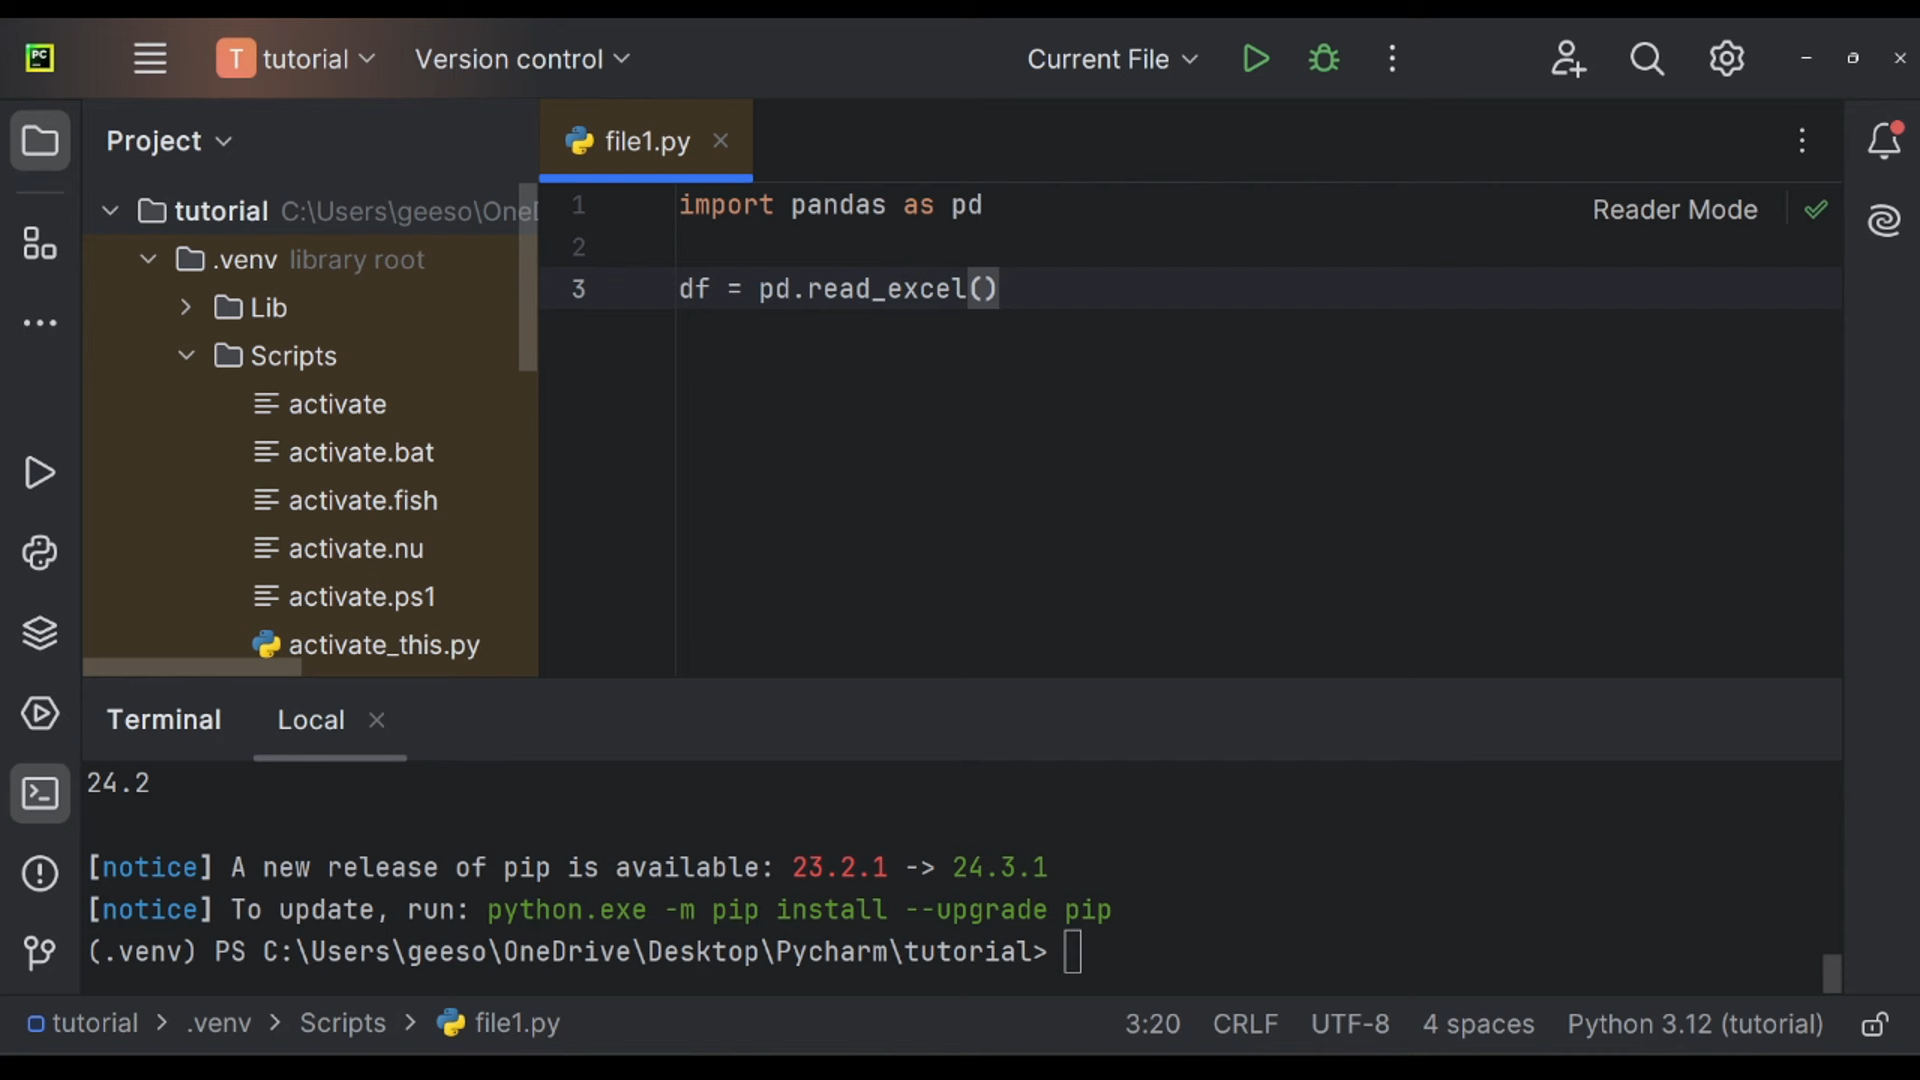 PC
T tutorial Version control Current File
Project
file1.py
tutorial C:\Users\geeso\One
.venv library root
Lib
Scripts
activate
activate.bat
activate.fish
activate.nu
activate.ps1
activate_this.py
1 import pandas as pd
2
3 df = pd.read_excel()
Reader Mode
Terminal Local
24.2
[notice] A new release of pip is available: 23.2.1 -> 24.3.1
[notice] To update, run: python.exe -m pip install --upgrade pip
(.venv) PS C:\Users\geeso\OneDrive\Desktop\Pycharm\tutorial>
tutorial > .venv > Scripts > file1.py 3:20 CRLF UTF-8 4 spaces Python 3.12 (tutorial)